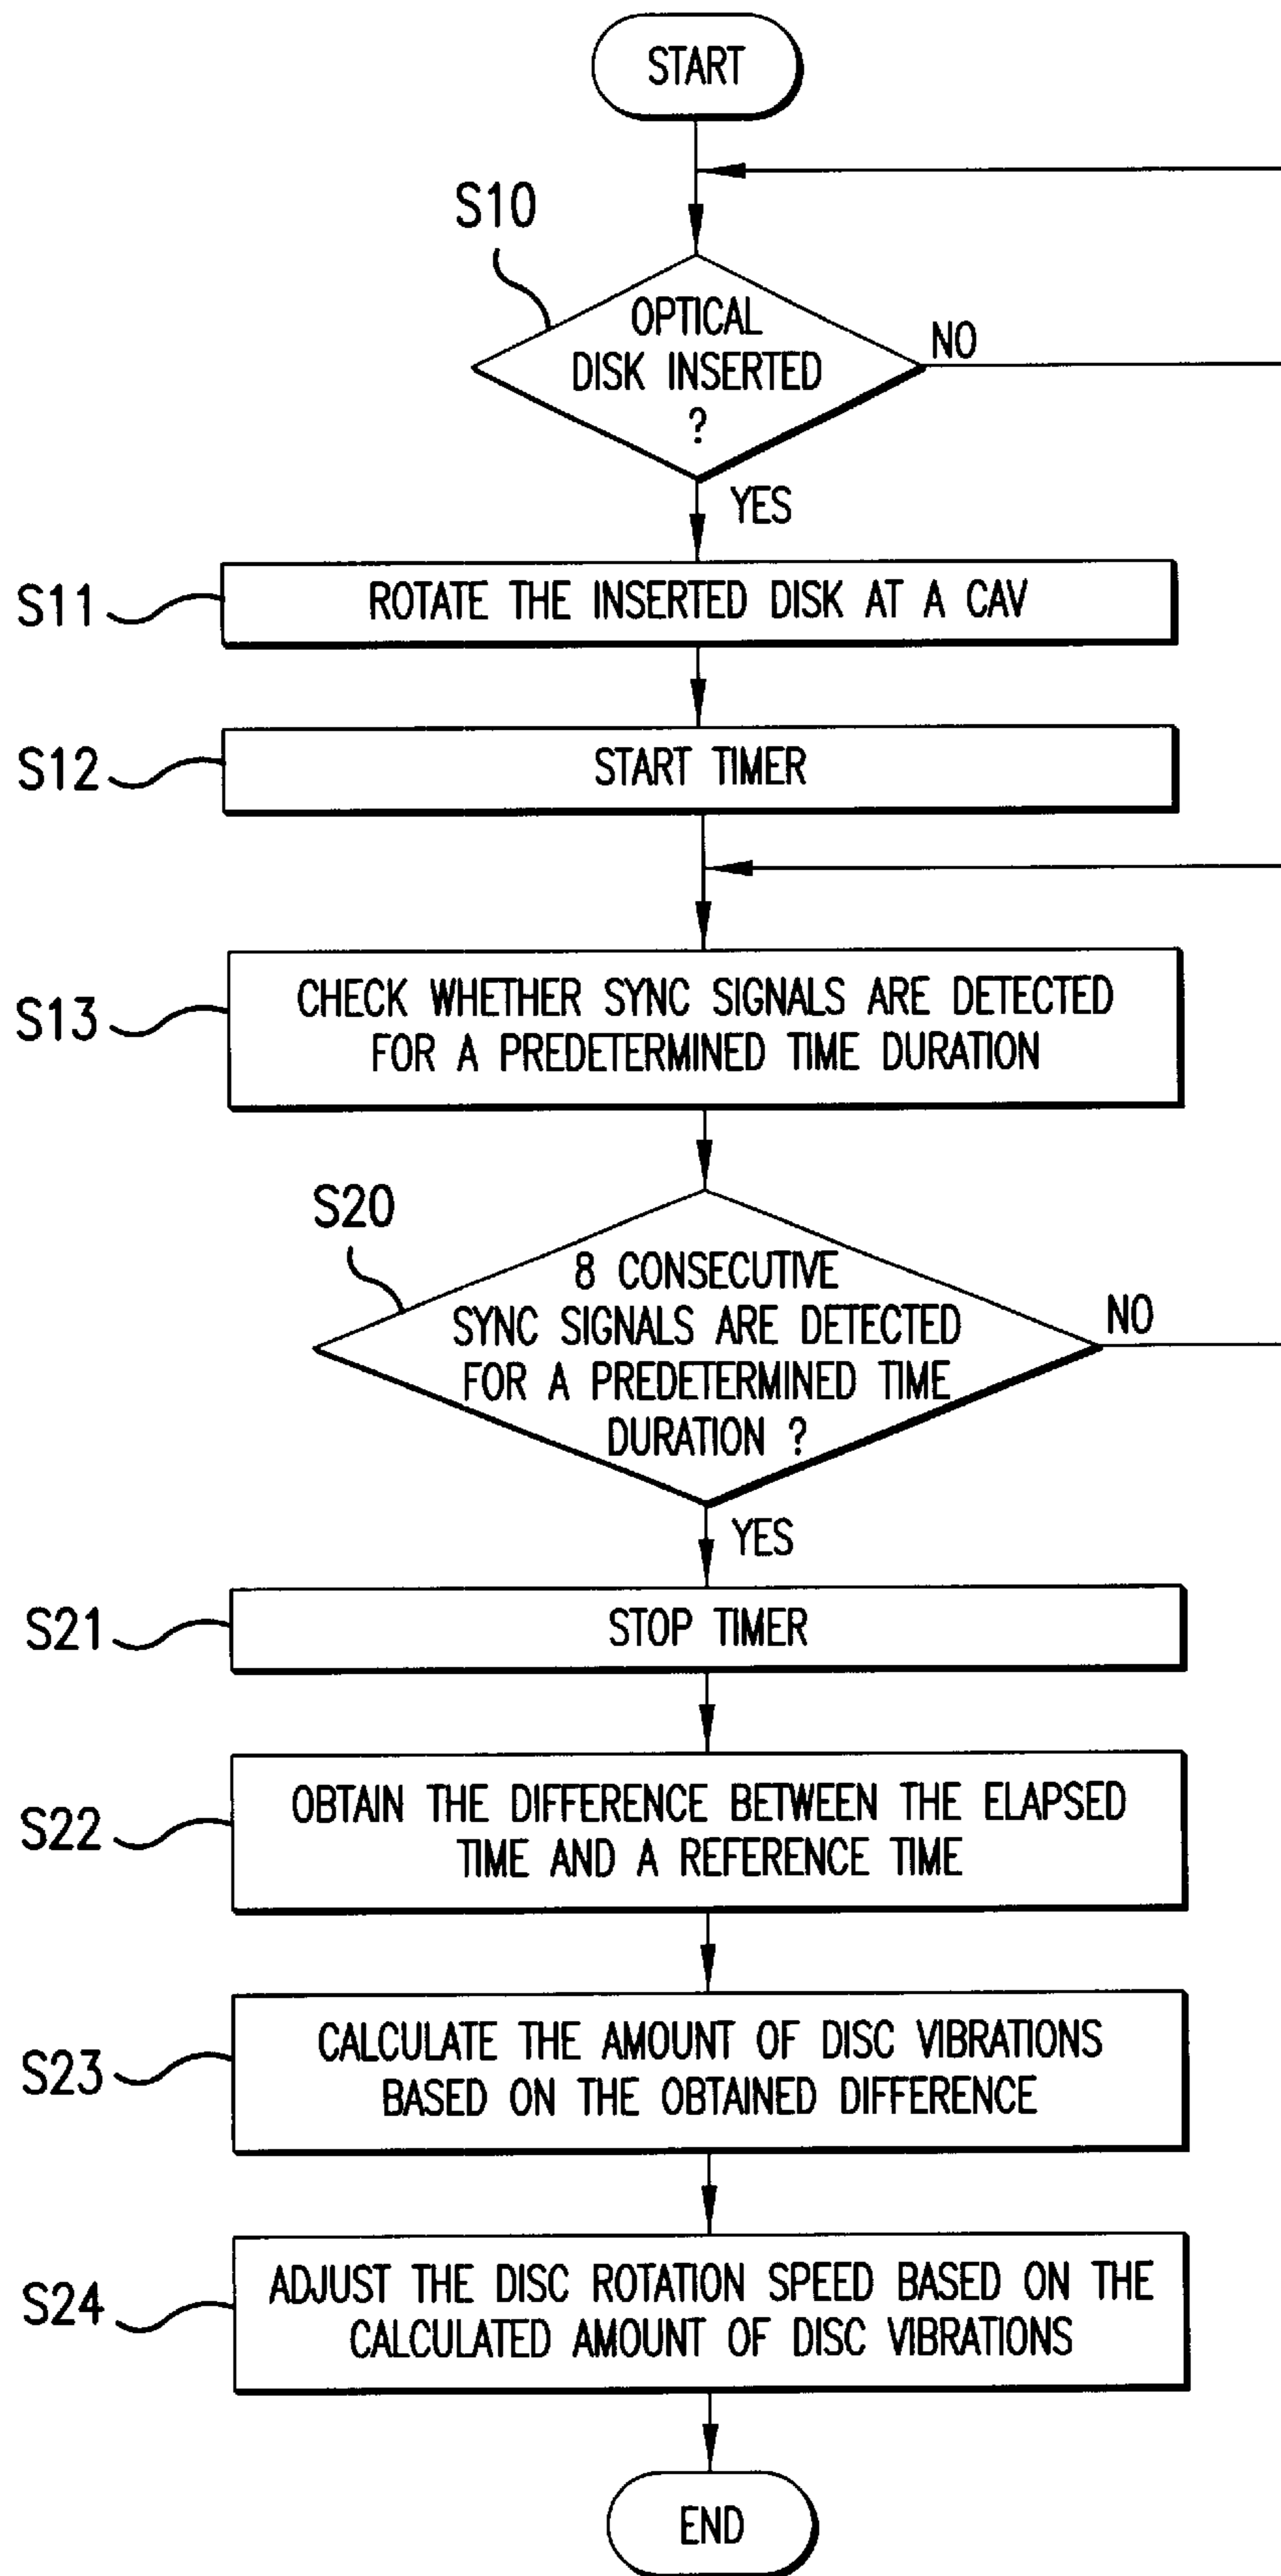 START
S10
OPTICAL
DISK INSERTED
?
NO
YES
S11
ROTATE THE INSERTED DISK AT A CAV
S12
START TIMER
S13
CHECK WHETHER SYNC SIGNALS ARE DETECTED
FOR A PREDETERMINED TIME DURATION
S20
8 CONSECUTIVE
SYNC SIGNALS ARE DETECTED
FOR A PREDETERMINED TIME
DURATION ?
NO
YES
S21
STOP TIMER
S22
OBTAIN THE DIFFERENCE BETWEEN THE ELAPSED
TIME AND A REFERENCE TIME
S23
CALCULATE THE AMOUNT OF DISC VIBRATIONS
BASED ON THE OBTAINED DIFFERENCE
S24
ADJUST THE DISC ROTATION SPEED BASED ON THE
CALCULATED AMOUNT OF DISC VIBRATIONS
END